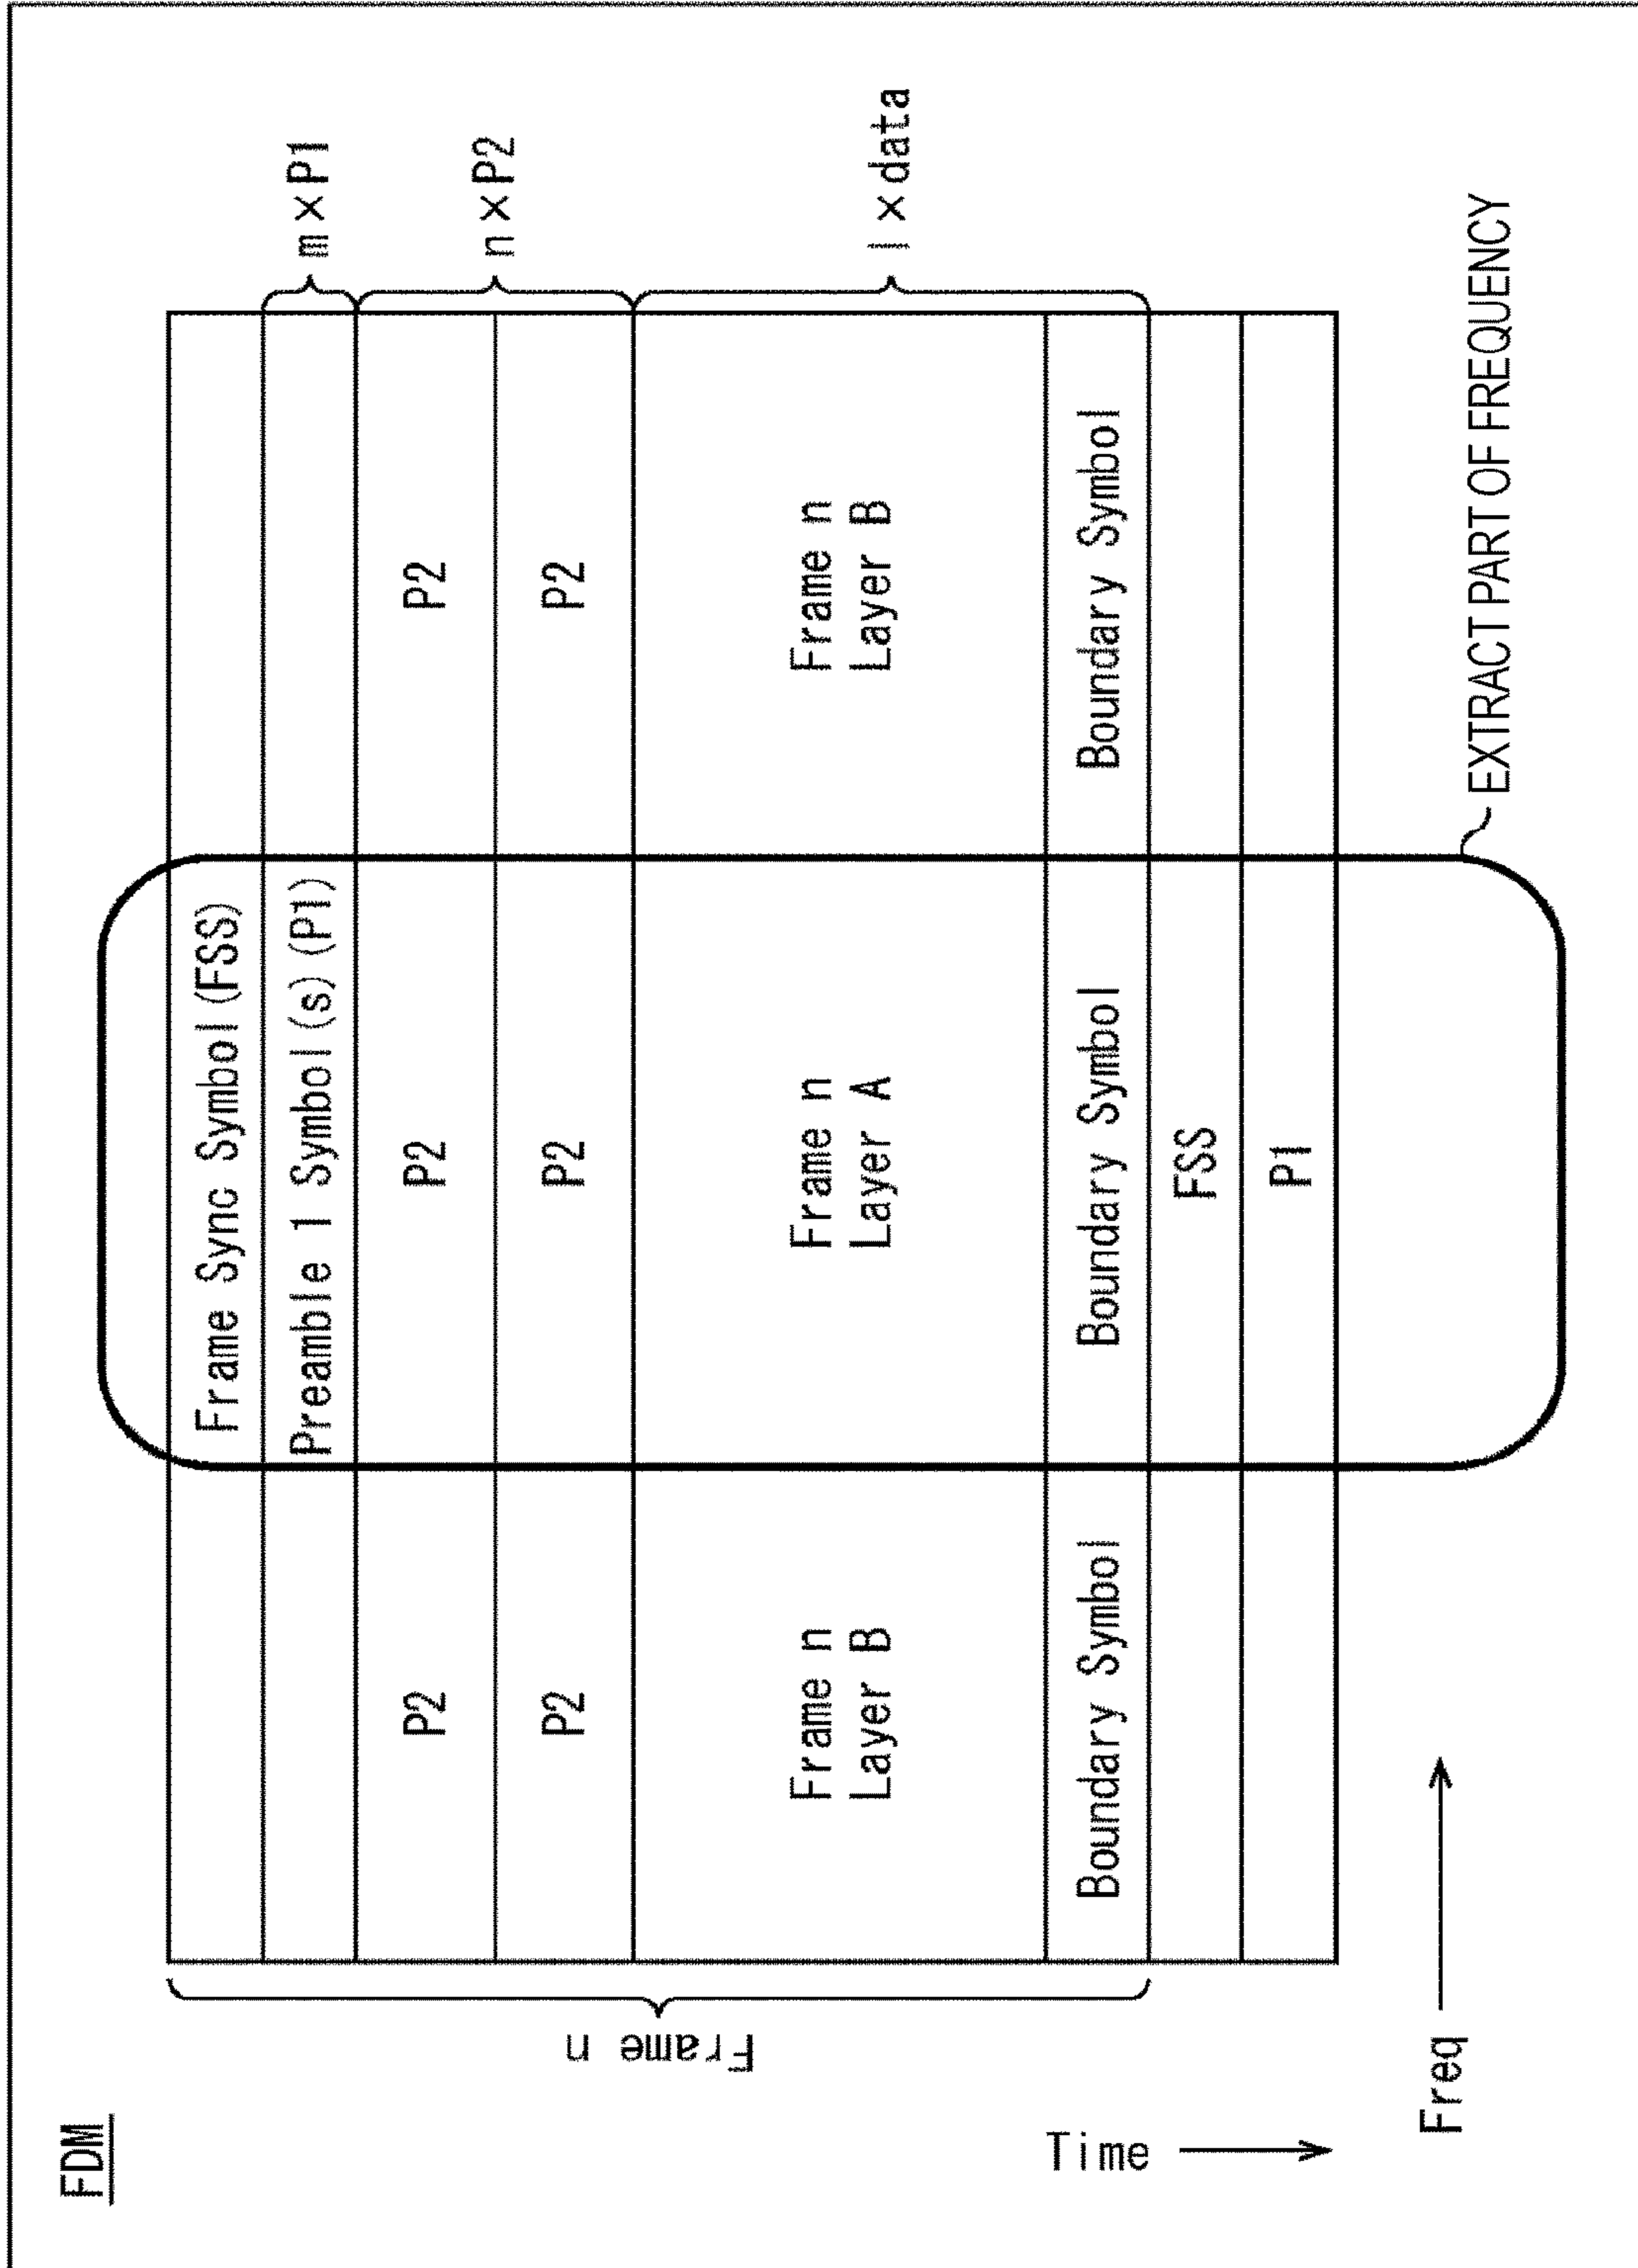 FDM
Frame Sync Symbol (FSS)
Preamble 1 Symbol (s) (P1)
m×P1
P2
P2
P2
n×P2
P2
P2
P2
Frame n
Frame n
Layer B
Frame n
Layer A
Frame n
Layer B
l×data
Boundary Symbol
Boundary Symbol
Boundary Symbol
FSS
P1
Time
Freq
EXTRACT PART OF FREQUENCY